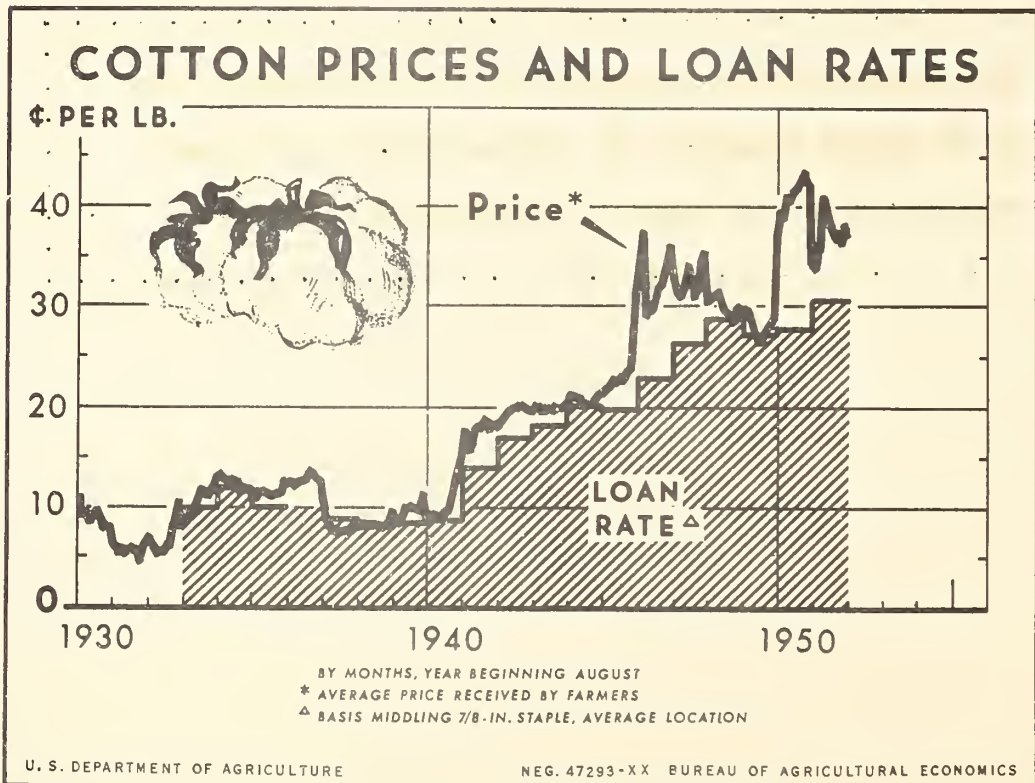 COTTON PRICES AND LOAN RATES
¢ PER LB.
40
Price*
30
20
LOAN
RATE △
10
0
1930 1940 1950
BY MONTHS, YEAR BEGINNING AUGUST
* AVERAGE PRICE RECEIVED BY FARMERS
△ BASIS MIDDLING 7/8-IN. STAPLE, AVERAGE LOCATION
U. S. DEPARTMENT OF AGRICULTURE NEG. 47293-XX BUREAU OF AGRICULTURAL ECONOMICS